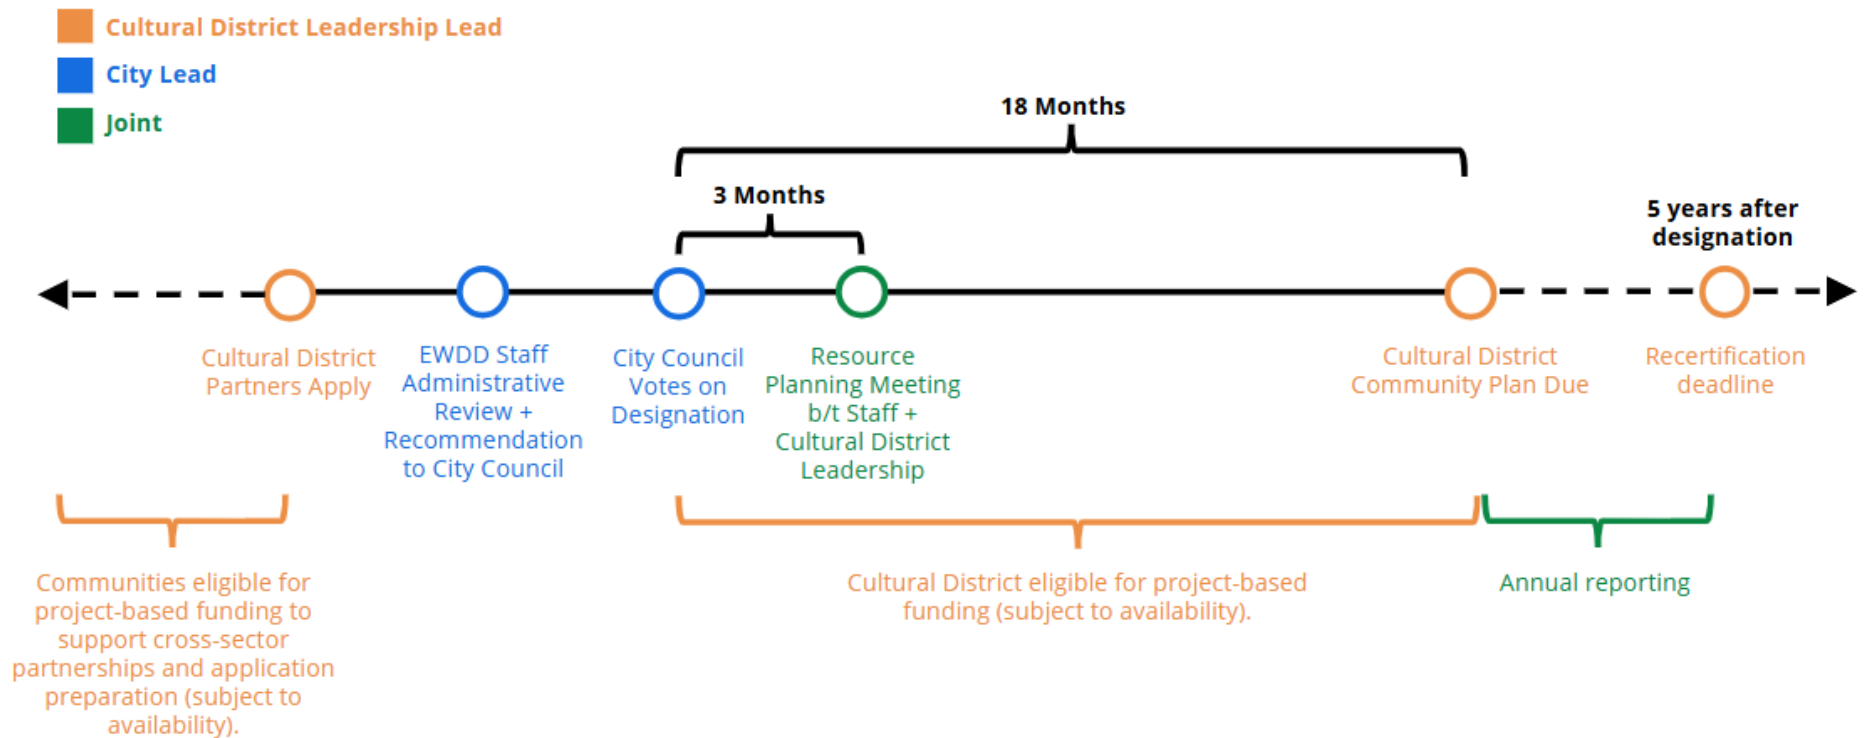 Cultural District Leadership Lead
City Lead
Joint
18 Months
3 Months
5 years after
designation
Cultural District
Partners Apply
EWDD Staff
Administrative
Review +
Recommendation
to City Council
City Council
Votes on
Designation
Resource
Planning Meeting
b/t Staff +
Cultural District
Leadership
Cultural District
Community Plan Due
Recertification
deadline
Communities eligible for
project-based funding to
support cross-sector
partnerships and application
preparation (subject to
availability).
Cultural District eligible for project-based
funding (subject to availability).
Annual reporting